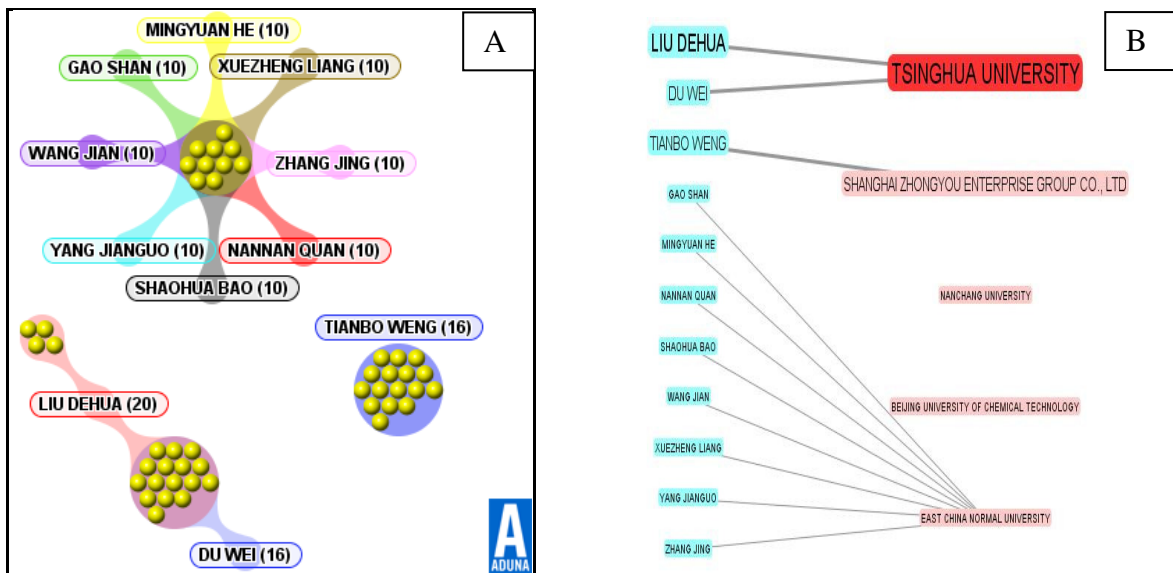 A
MINGYUAN HE (10)
GAO SHAN (10)
XUEZHENG LIANG (10)
WANG JIAN (10)
ZHANG JING (10)
YANG JIANGUO (10)
NANNAN QUAN (10)
SHAOHUA BAO (10)
TIANBO WENG (16)
LIU DEHUA (20)
DU WEI (16)
A
ADUNA
B
LIU DEHUA
TSINGHUA UNIVERSITY
DU WEI
TIANBO WENG
SHANGHAI ZHONGYOU ENTERPRISE GROUP CO., LTD
GAO SHAN
MINGYUAN HE
NANNAN QUAN
NANCHANG UNIVERSITY
SHAOHUA BAO
WANG JIAN
BEIJING UNIVERSITY OF CHEMICAL TECHNOLOGY
XUEZHENG LIANG
YANG JIANGUO
EAST CHINA NORMAL UNIVERSITY
ZHANG JING